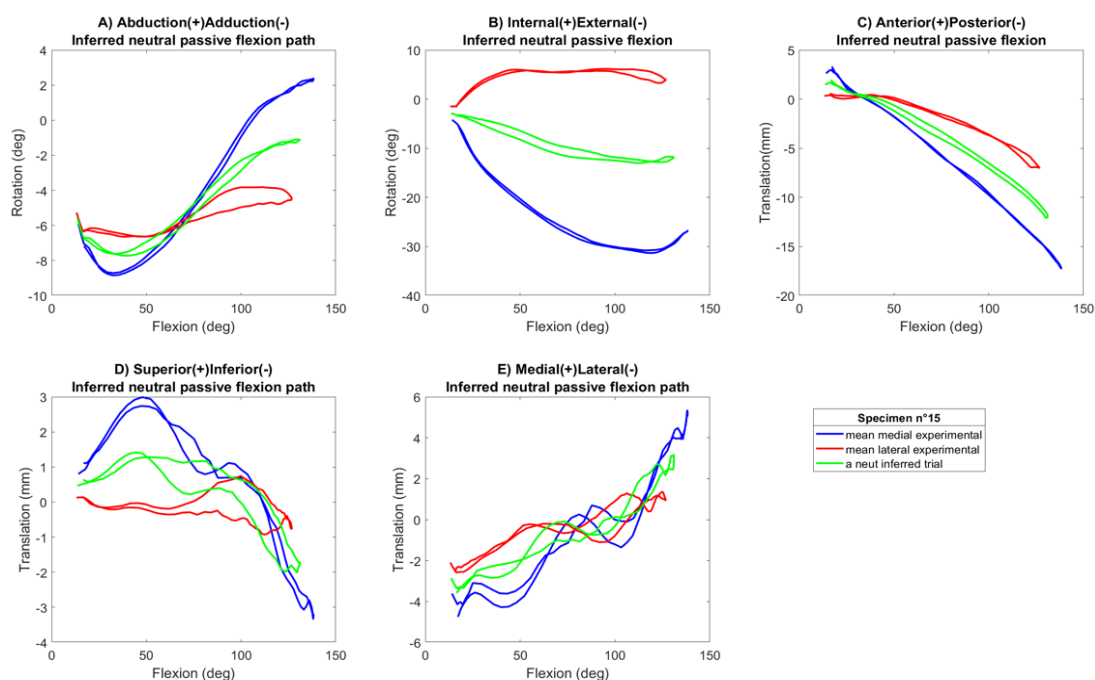 A) Abduction(+)Adduction(-)
Inferred neutral passive flexion path
4
2
0
-2
-4
-6
-8
-10
Rotation (deg)
0
50
100
150
Flexion (deg)
B) Internal(+)External(-)
Inferred neutral passive flexion
10
0
-10
-20
-30
-40
Rotation (deg)
0
50
100
150
Flexion (deg)
C) Anterior(+)Posterior(-)
Inferred neutral passive flexion
5
0
-5
-10
-15
-20
Translation(mm)
0
50
100
150
Flexion (deg)
D) Superior(+)Inferior(-)
Inferred neutral passive flexion path
3
2
1
0
-1
-2
-3
-4
Translation (mm)
0
50
100
150
Flexion (deg)
E) Medial(+)Lateral(-)
Inferred neutral passive flexion path
6
4
2
0
-2
-4
-6
Translation (mm)
0
50
100
150
Flexion (deg)
Specimen n°15
mean medial experimental
mean lateral experimental
a neut inferred trial